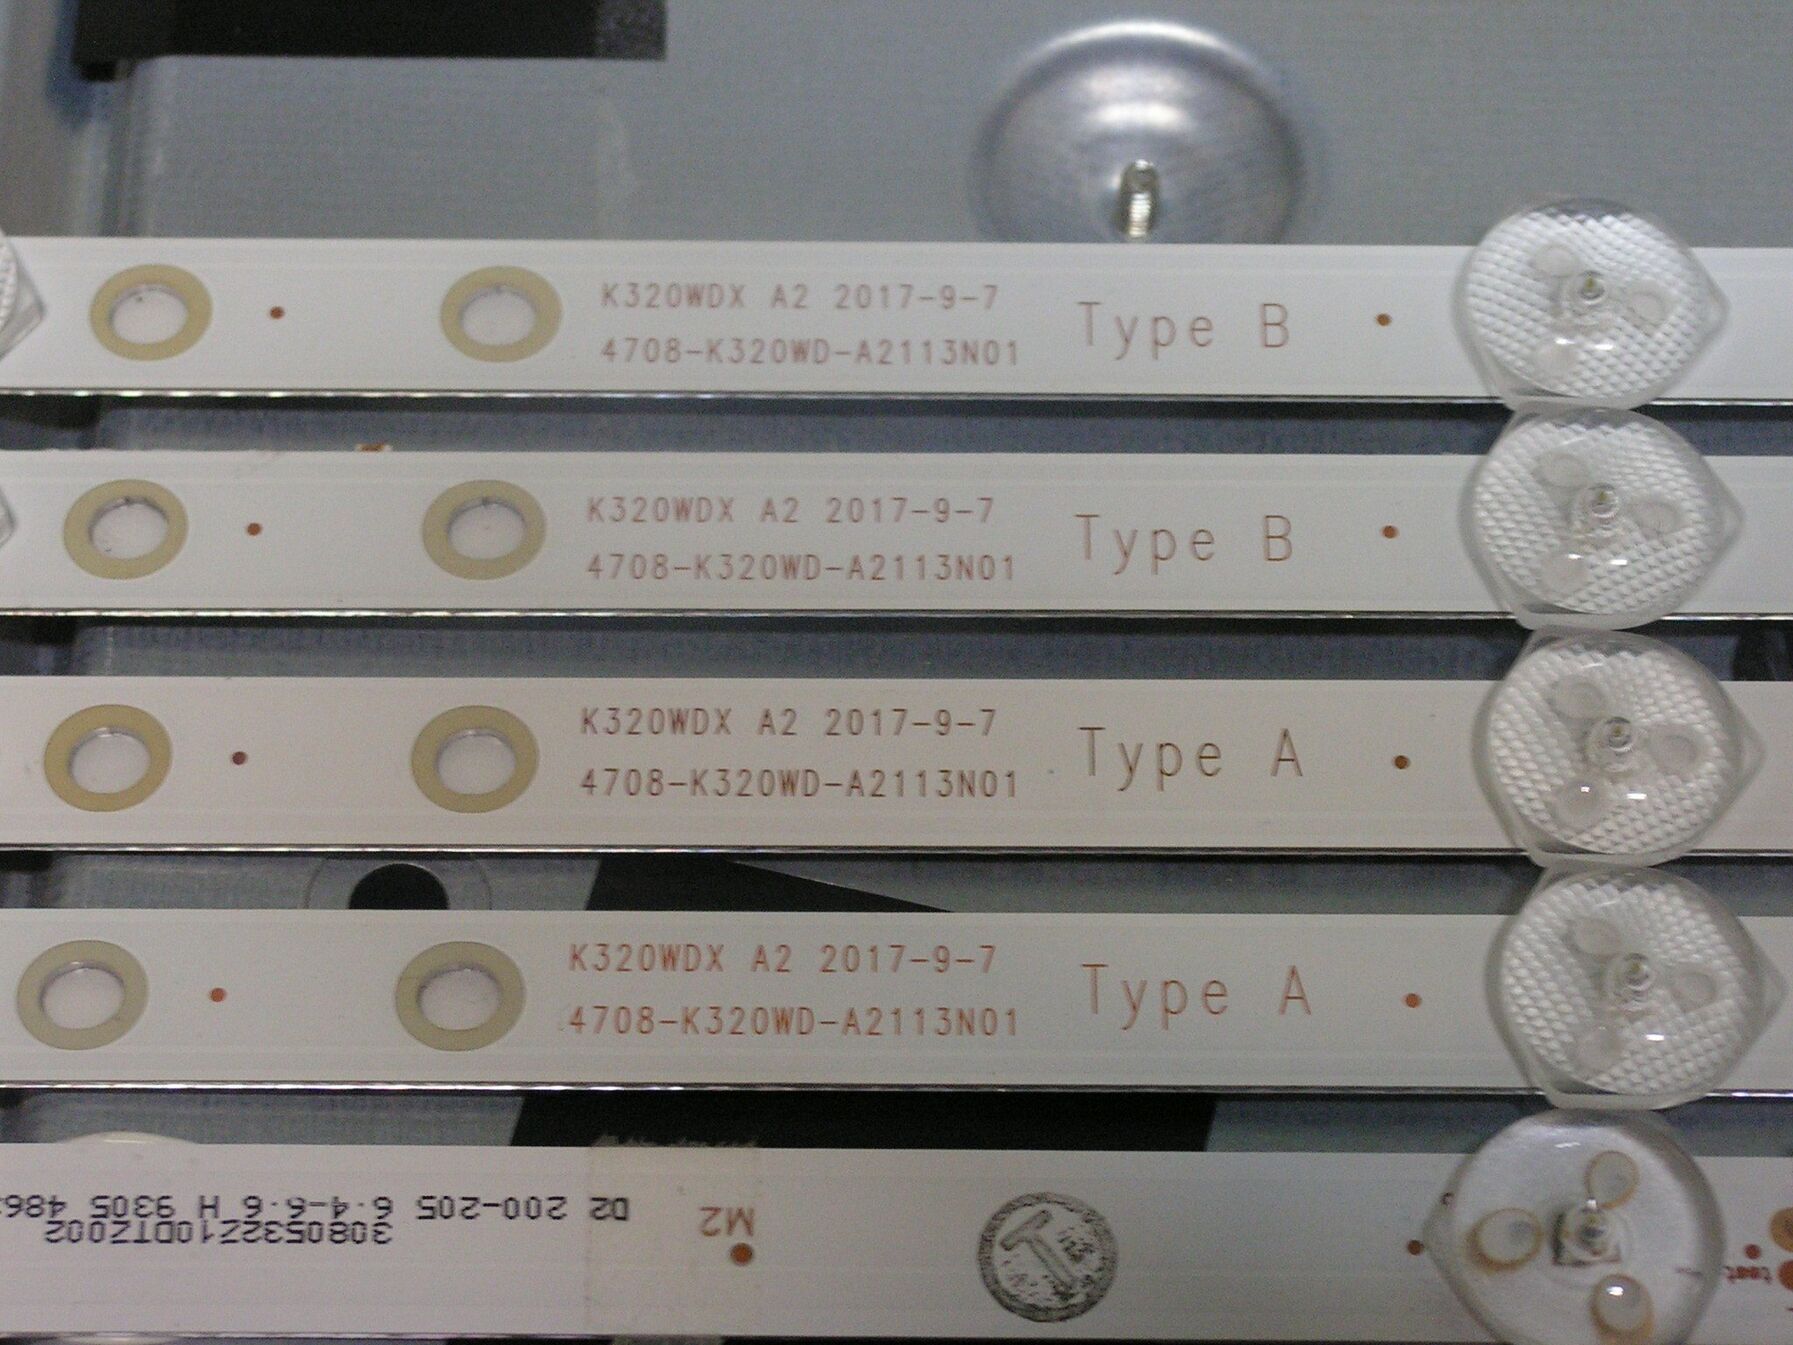 K320WDX A2 2017-9-7
4708-K320WD-A2113N01
Type B
K320WDX A2 2017-9-7
4708-K320WD-A2113N01
Type B
K320WDX A2 2017-9-7
4708-K320WD-A2113N01
Type A
K320WDX A2 2017-9-7
4708-K320WD-A2113N01
Type A
D2 200-205 6.4-6.6 H 9305
3080532Z10DTZ002
M2
test